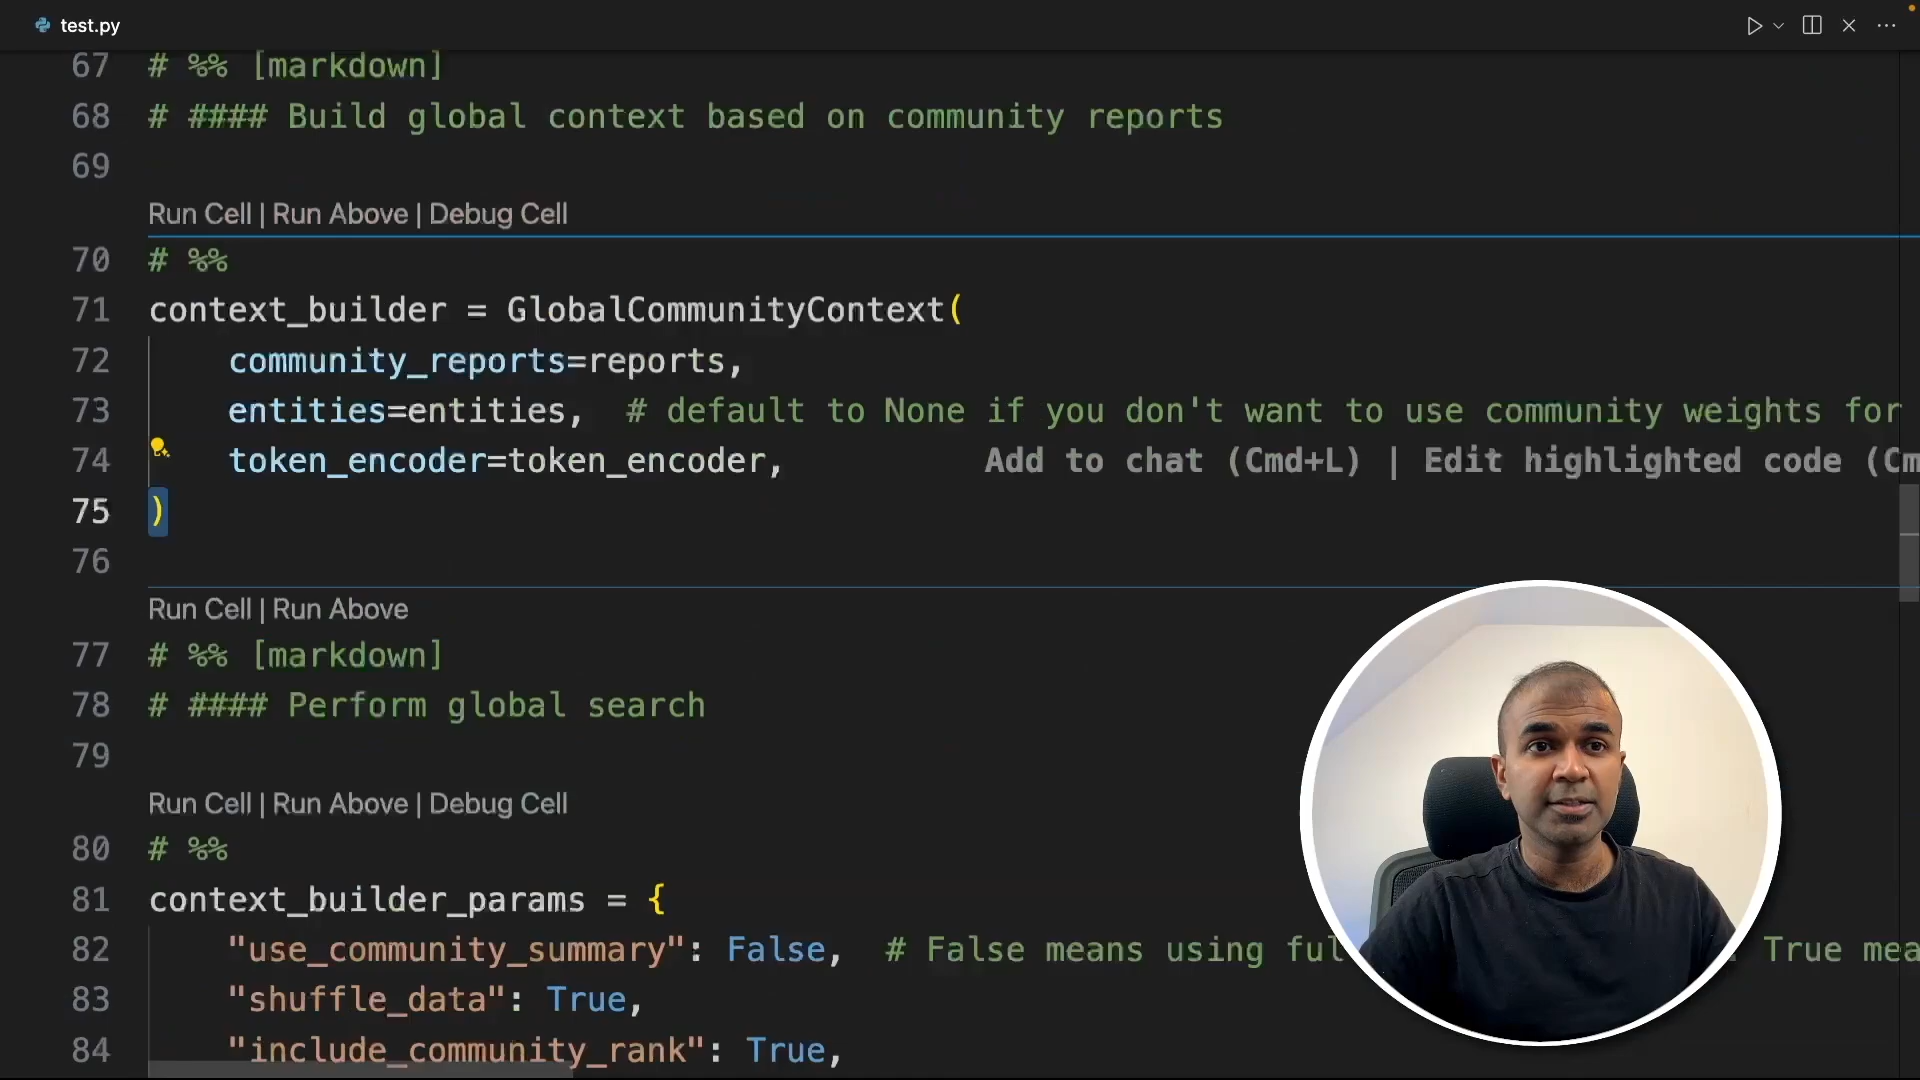 test.py
67 # %% [markdown]
68 # #### Build global context based on community reports
69
Run Cell | Run Above | Debug Cell
70 # %%
71 context_builder = GlobalCommunityContext(
72 community_reports=reports,
73 entities=entities, # default to None if you don't want to use community weights for
74 token_encoder=token_encoder, Add to chat (Cmd+L) | Edit highlighted code (Cm
75 )
76
Run Cell | Run Above
77 # %% [markdown]
78 # #### Perform global search
79
Run Cell | Run Above | Debug Cell
80 # %%
81 context_builder_params = {
82 "use_community_summary": False, # False means using ful True mea
83 "shuffle_data": True,
84 "include_community_rank": True,